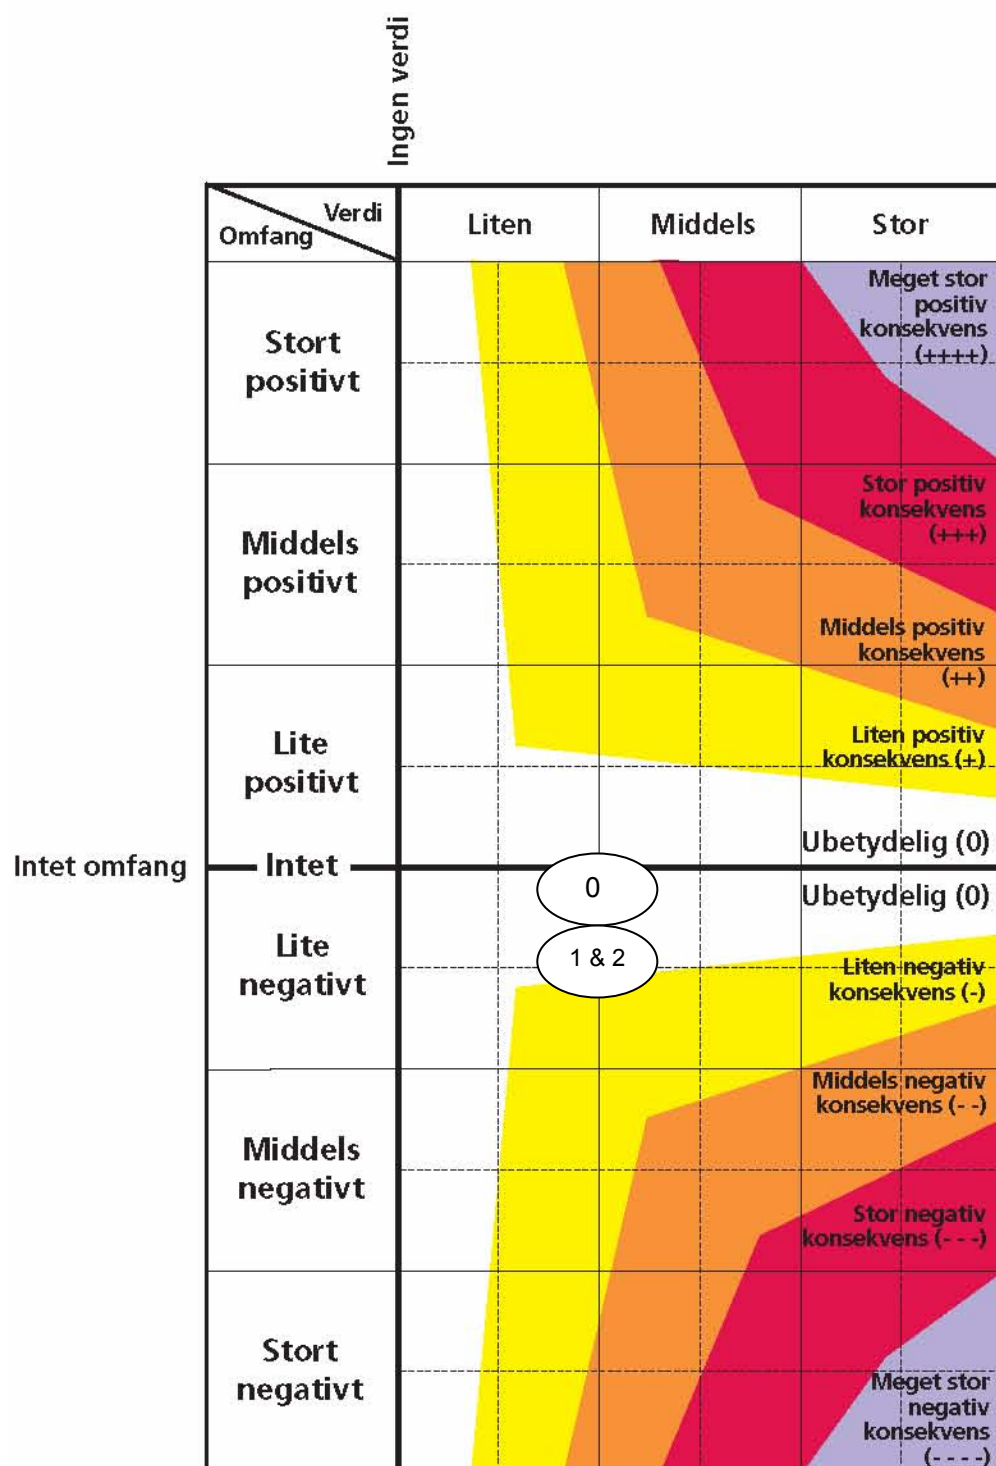 Ingen verdi
Verdi
Omfang
Liten
Middels
Stor
Stort
positivt
Meget stor
positiv
konsekvens
(++++)
Middels
positivt
Stor positiv
konsekvens
(+++)
Middels positiv
konsekvens
(++)
Lite
positivt
Liten positiv
konsekvens (+)
Ubetydelig (0)
Intet omfang
Intet
0
Ubetydelig (0)
Lite
negativt
1 & 2
Liten negativ
konsekvens (-)
Middels negativ
konsekvens (- -)
Middels
negativt
Stor negativ
konsekvens (- - -)
Stort
negativt
Meget stor
negativ
konsekvens
(- - - -)